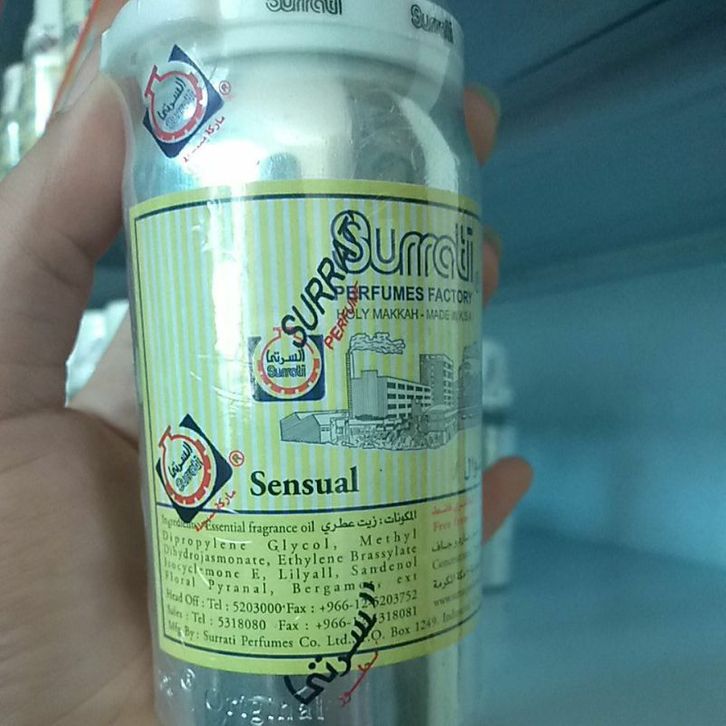 Surrati Surrati
السرتي
Surrati
®
ماركة مسجلة
Surrati
SURRATI
PERFUMES FACTORY
PERFUME
HOLY MAKKAH - MADE IN K.S.A
السرتي
Surrati
السرتي
Surrati
®
Sensual
Essential fragrance oil المكونات : زيت عطري
Dipropylene Glycol, Methyl
Dihydrojasmonate, Ethylene Brassylate
Isocyclemone E, Lilyall, Sandenol
Floral Pyranal, Bergamot, ext
Head Off : Tel : 5203000 Fax : +966-12-5203752
Sales : Tel : 5318080 Fax : +966- 5318081
Mfg By : Surrati Perfumes Co. Ltd. P.O. Box 1249
السرتي
Original